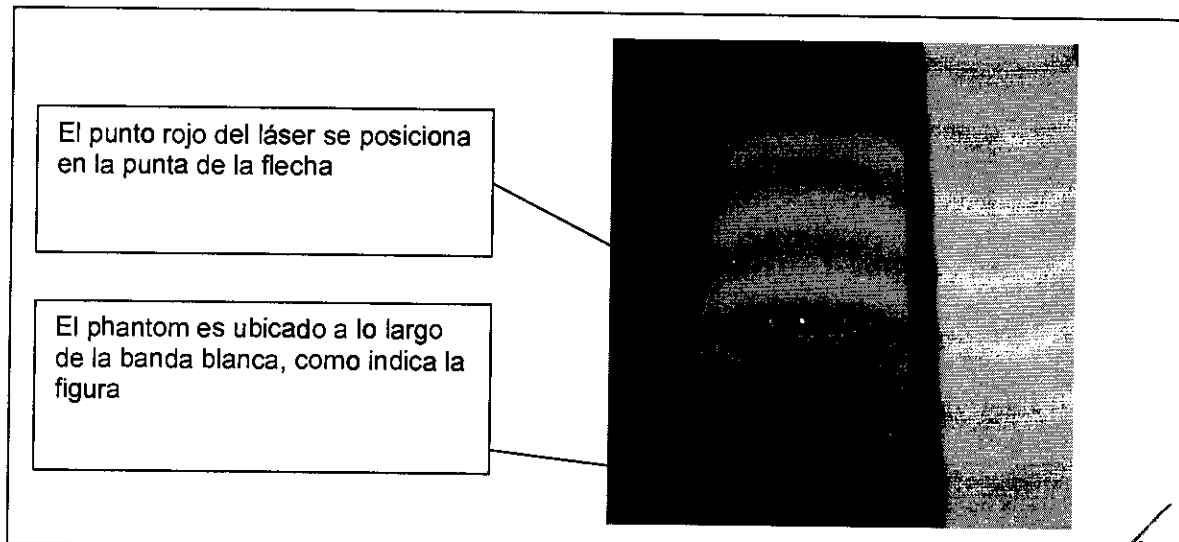 El punto rojo del láser se posiciona
en la punta de la flecha
El phantom es ubicado a lo largo
de la banda blanca, como indica la
figura